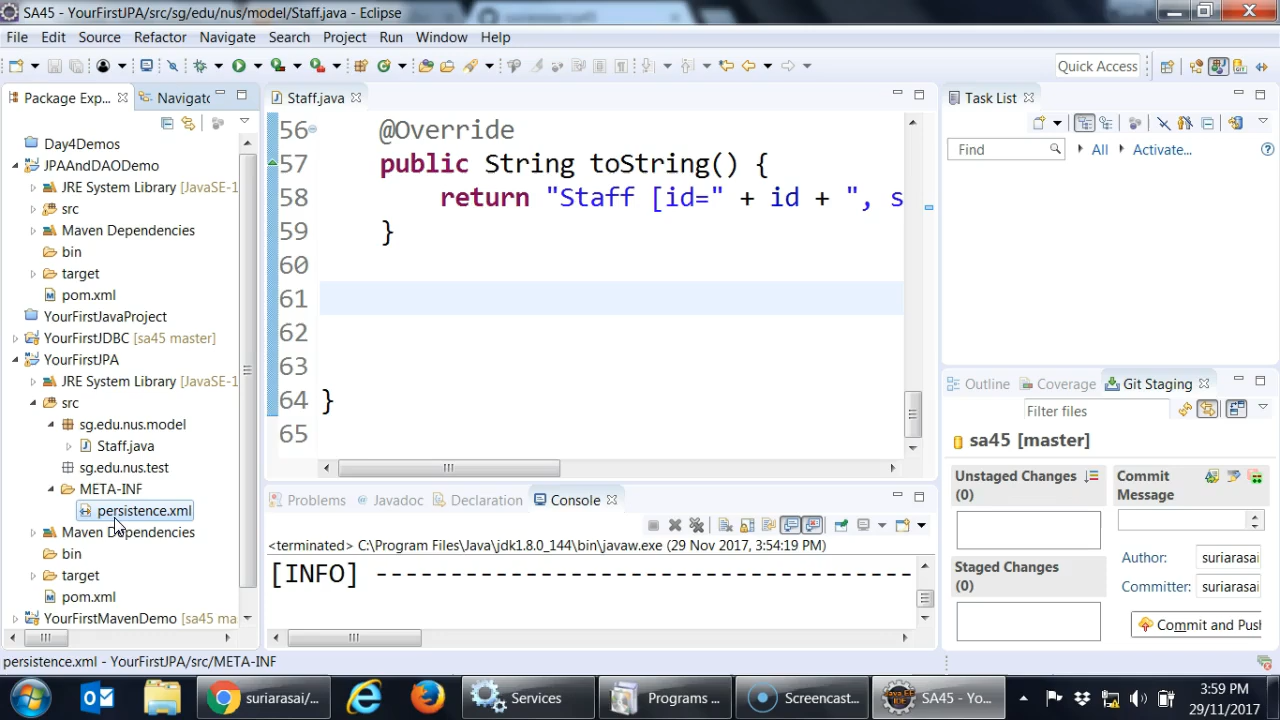 SA45 - YourFirstJPA/src/sg/edu/nus/model/Staff.java - Eclipse
File Edit Source Refactor Navigate Search Project Run Window Help
Quick Access
Package Exp...
Navigatc
Day4Demos
JPAAndDAODemo
JRE System Library [JavaSE-1
src
Maven Dependencies
bin
target
pom.xml
YourFirstJavaProject
YourFirstJDBC [sa45 master]
YourFirstJPA
JRE System Library [JavaSE-1
src
sg.edu.nus.model
Staff.java
sg.edu.nus.test
META-INF
persistence.xml
Maven Dependencies
bin
target
pom.xml
YourFirstMavenDemo [sa45 ma
Staff.java
56 @Override
57 public String toString() {
58 return "Staff [id=" + id + ", s
59 }
60
61
62
63
64 }
65
Problems Javadoc Declaration Console
<terminated> C:\Program Files\Java\jdk1.8.0_144\bin\javaw.exe (29 Nov 2017, 3:54:19 PM)
[INFO] ------------------------------------
Task List
Find All Activate...
Outline Coverage Git Staging
Filter files
sa45 [master]
Unstaged Changes
(0)
Staged Changes
(0)
Commit
Message
Author: suriarasai
Committer: suriarasai
Commit and Push
persistence.xml - YourFirstJPA/src/META-INF
suriarasai/...
Services
Programs ...
Screencast...
SA45 - Yo...
3:59 PM
29/11/2017